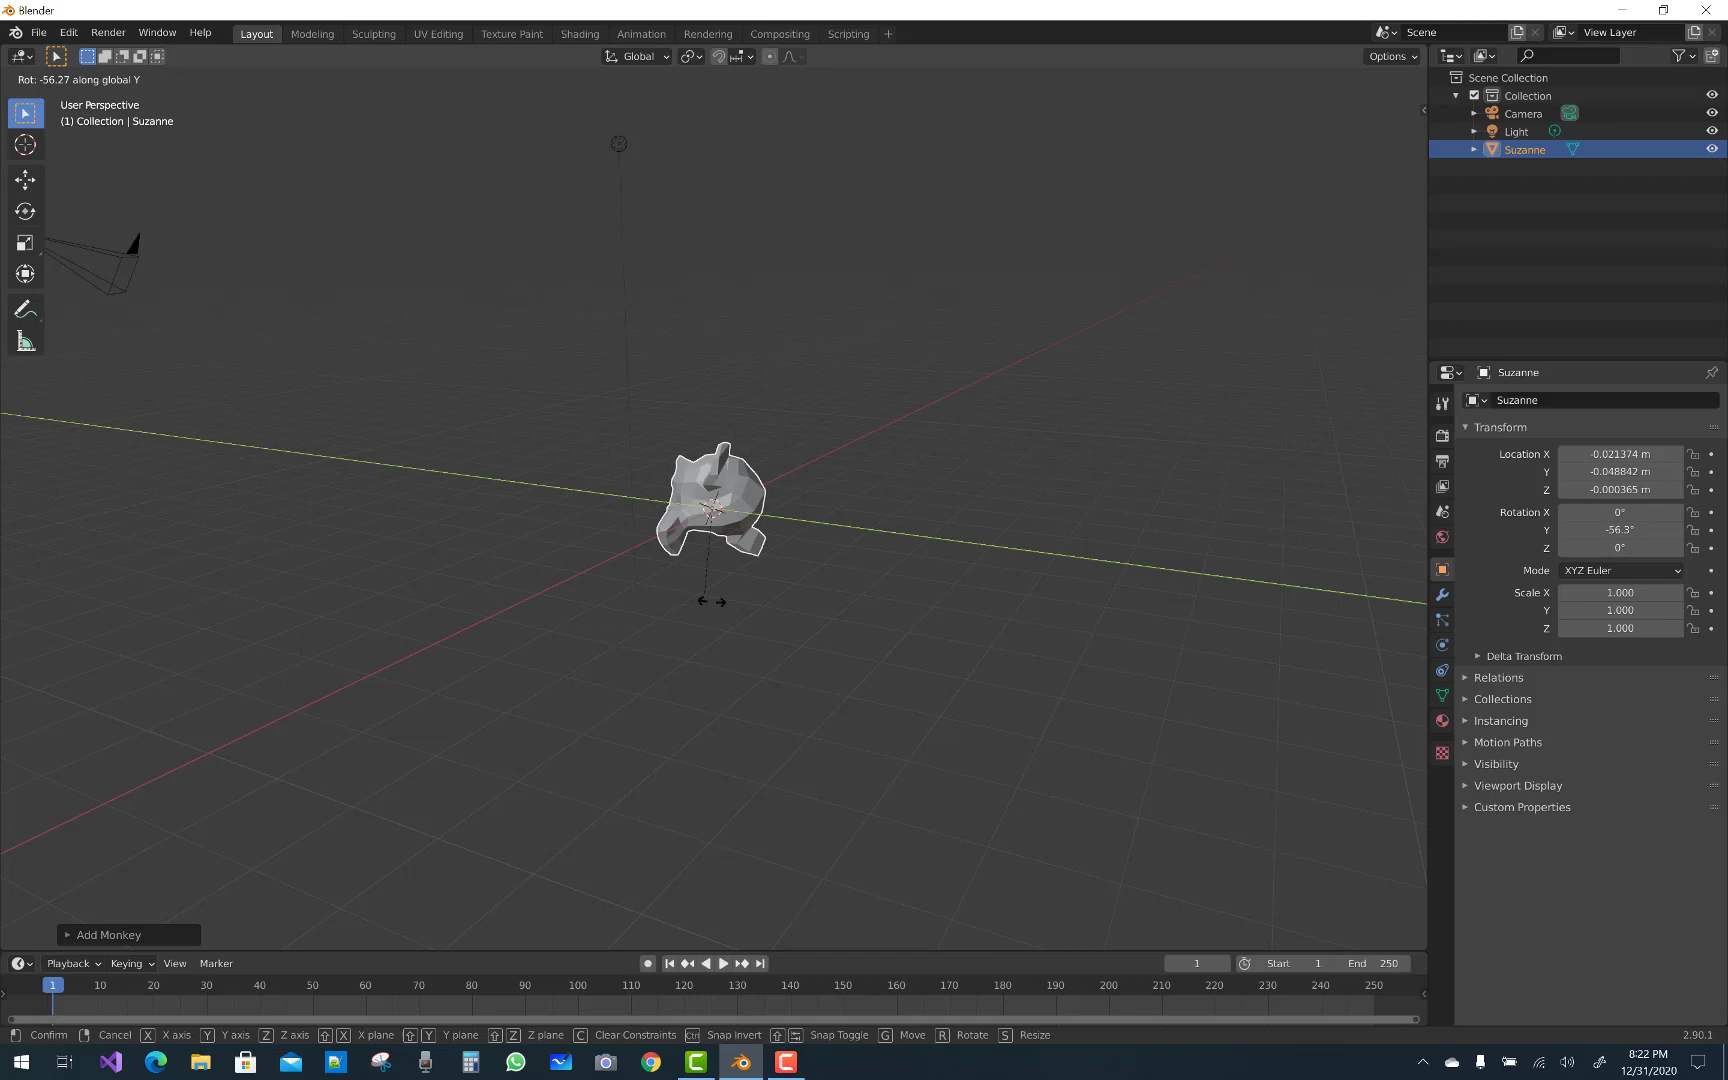 Blender
File Edit Render Window Help
Layout Modeling Sculpting UV Editing Texture Paint Shading Animation Rendering Compositing Scripting +
Scene
View Layer
Global
Options
Rot: -56.27 along global Y
User Perspective
(1) Collection | Suzanne
Scene Collection
Collection
Camera
Light
Suzanne
Suzanne
Suzanne
Transform
Location X -0.021374 m
Y -0.048842 m
Z -0.000365 m
Rotation X 0°
Y -56.3°
Z 0°
Mode XYZ Euler
Scale X 1.000
Y 1.000
Z 1.000
Delta Transform
Relations
Collections
Instancing
Motion Paths
Visibility
Viewport Display
Custom Properties
Add Monkey
Playback Keying View Marker
1 Start 1 End 250
1 10 20 30 40 50 60 70 80 90 100 110 120 130 140 150 160 170 180 190 200 210 220 230 240 250
Confirm Cancel X X axis Y Y axis Z Z axis X X plane Y Y plane Z Z plane C Clear Constraints Ctrl Snap Invert Snap Toggle G Move R Rotate S Resize 2.90.1
8:22 PM
12/31/2020